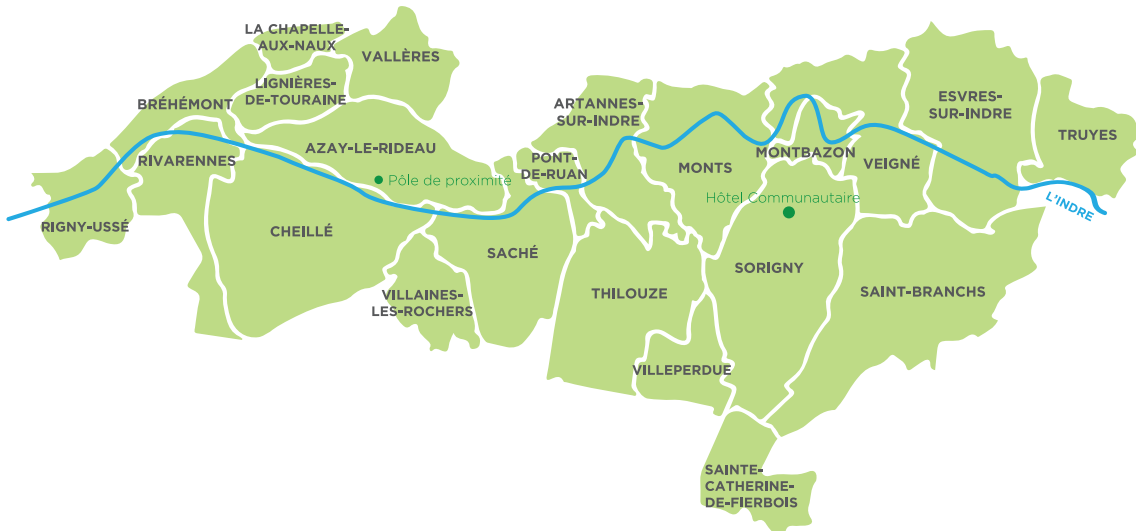 LA CHAPELLE-
AUX-NAUX
VALLÈRES
LIGNIÈRES-
DE-TOURAINE
BRÉHÉMONT
ARTANNES-
SUR-INDRE
ESVRES-
SUR-INDRE
TRUYES
RIVARENNES
AZAY-LE-RIDEAU
PONT-
DE-RUAN
MONTS
MONTBAZON
VEIGNÉ
Pôle de proximité
Hôtel Communautaire
L'INDRE
RIGNY-USSÉ
CHEILLÉ
SACHÉ
SORIGNY
VILLAINES-
LES-ROCHERS
THILOUZE
SAINT-BRANCHS
VILLEPERDUE
SAINTE-
CATHERINE-
DE-FIERBOIS